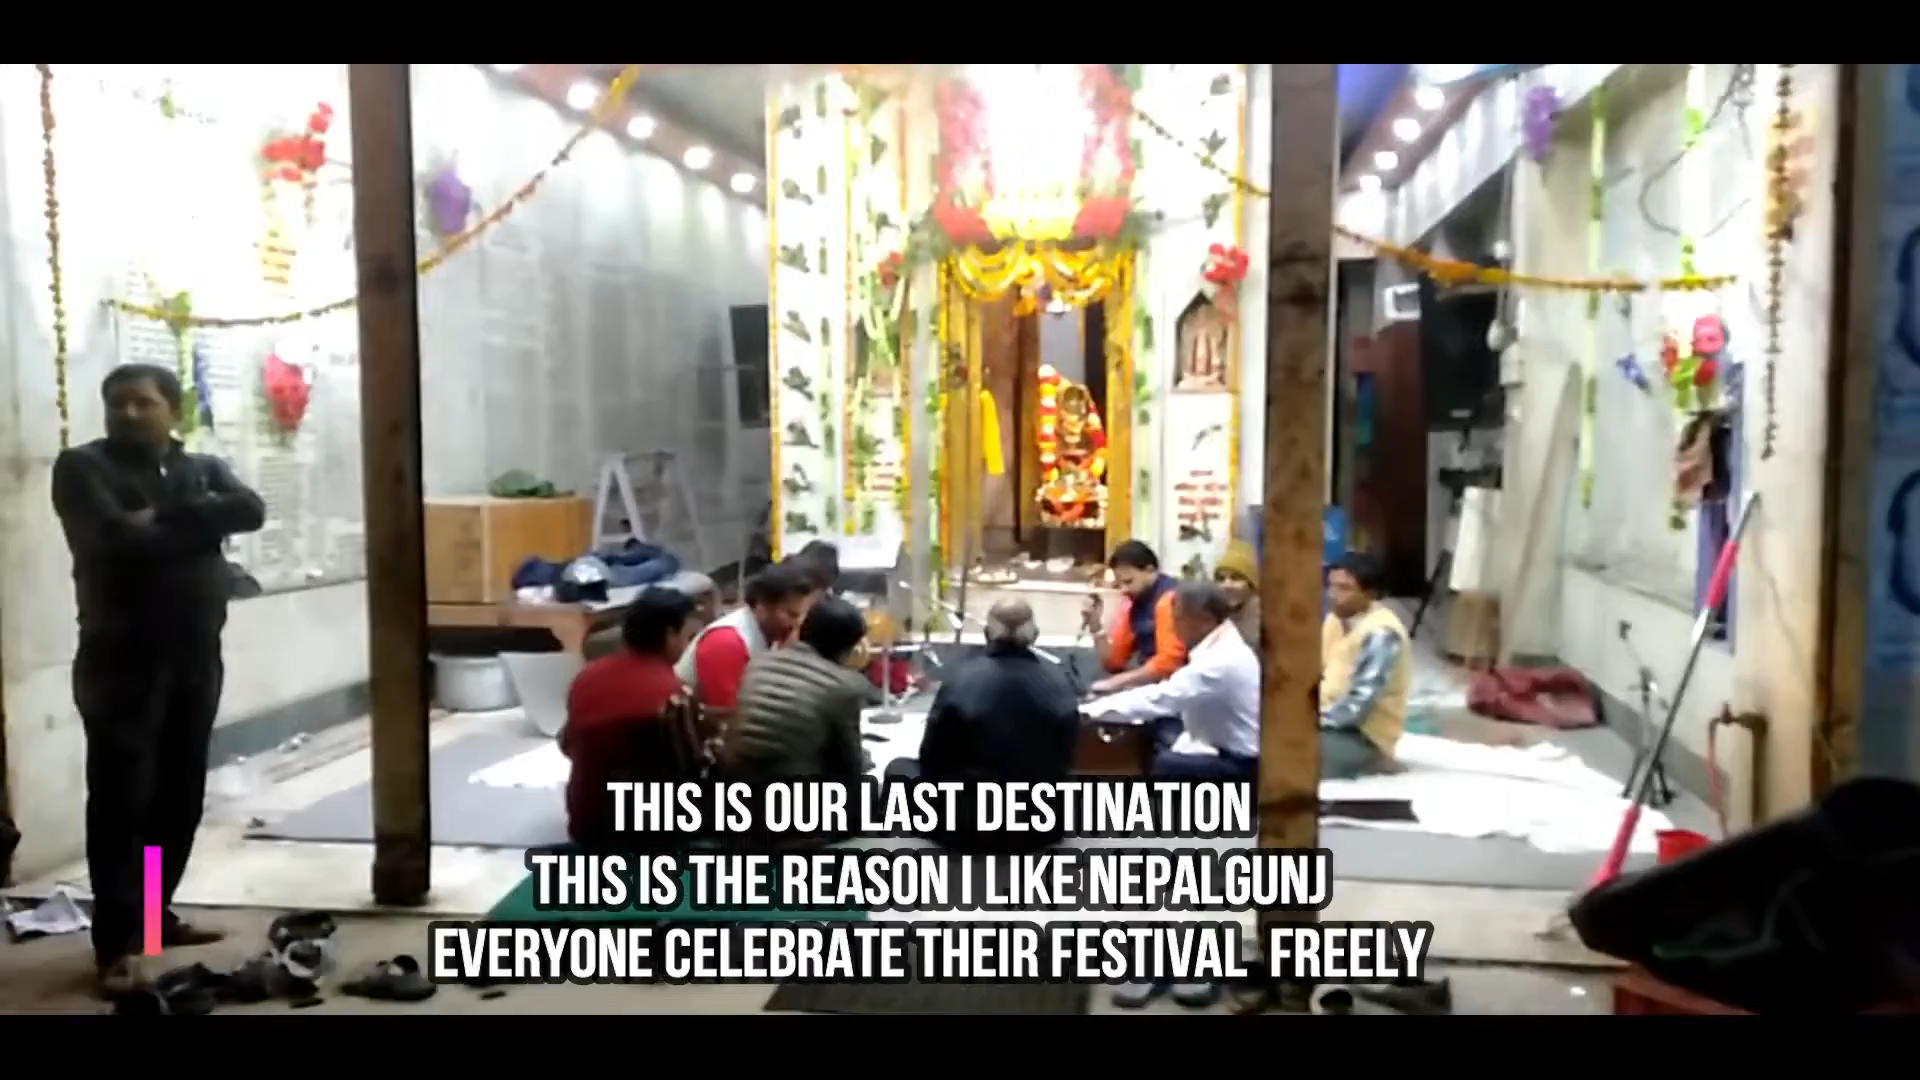 THIS IS OUR LAST DESTINATION
THIS IS THE REASON I LIKE NEPALGUNJ
EVERYONE CELEBRATE THEIR FESTIVAL FREELY